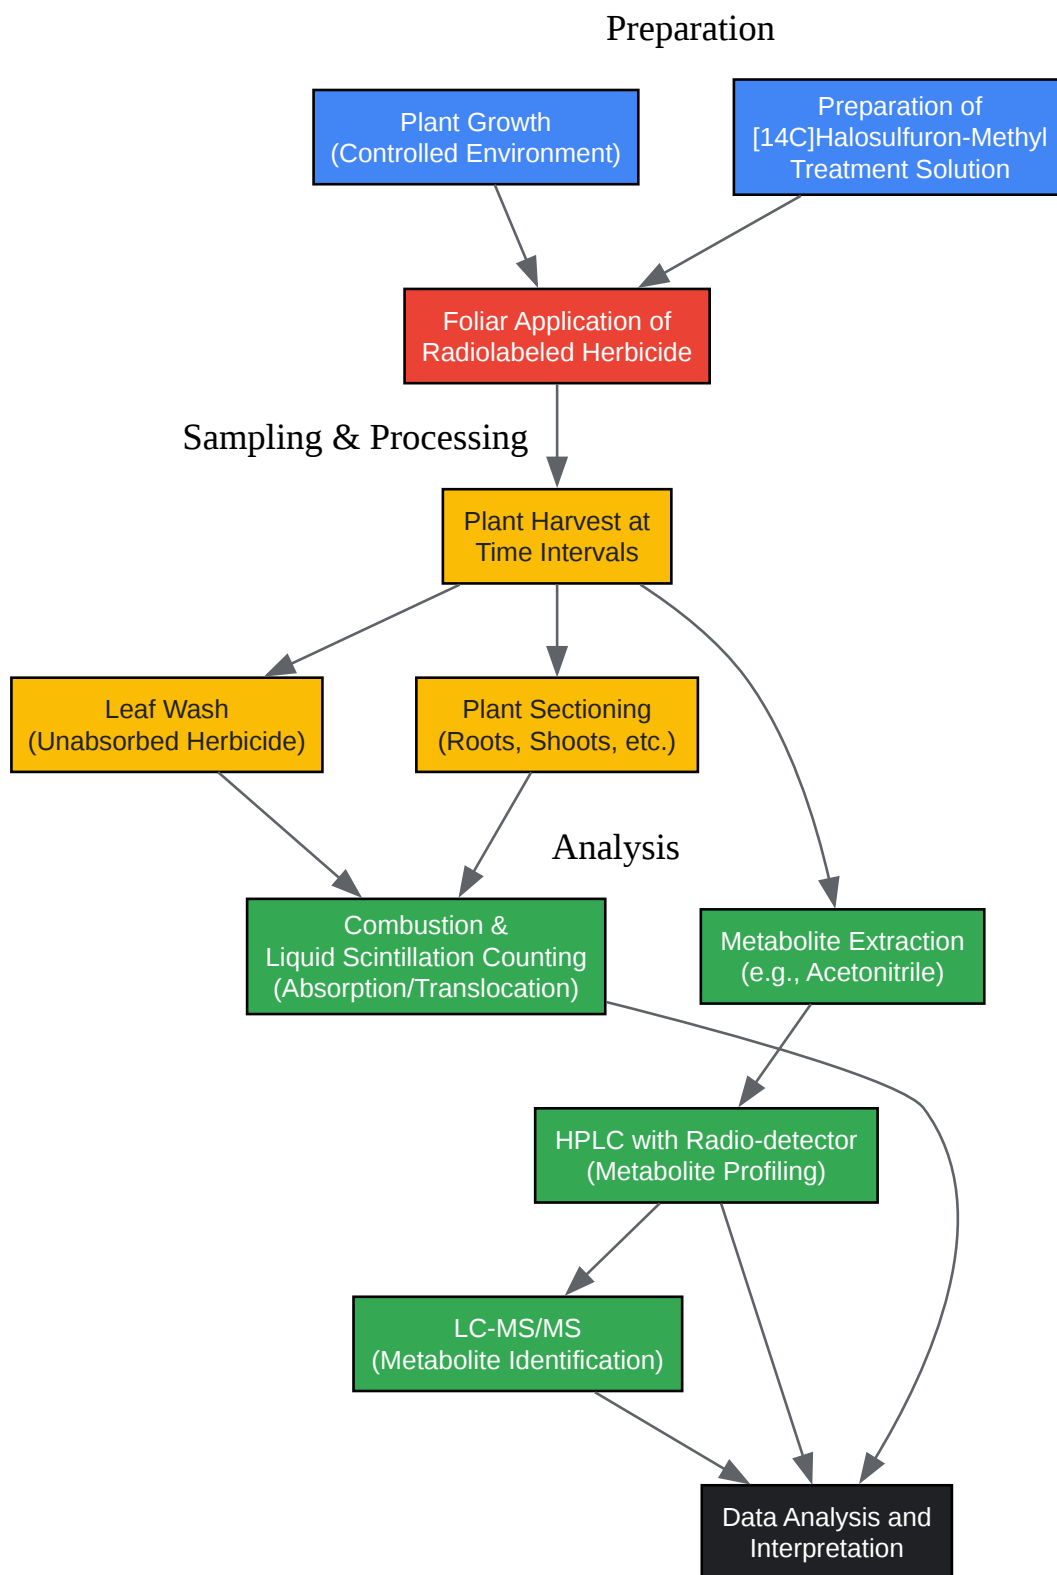 Preparation
Plant Growth
(Controlled Environment)
Preparation of
[14C]Halosulfuron-Methyl
Treatment Solution
Foliar Application of
Radiolabeled Herbicide
Sampling & Processing
Plant Harvest at
Time Intervals
Leaf Wash
(Unabsorbed Herbicide)
Plant Sectioning
(Roots, Shoots, etc.)
Analysis
Combustion &
Liquid Scintillation Counting
(Absorption/Translocation)
Metabolite Extraction
(e.g., Acetonitrile)
HPLC with Radio-detector
(Metabolite Profiling)
LC-MS/MS
(Metabolite Identification)
Data Analysis and
Interpretation